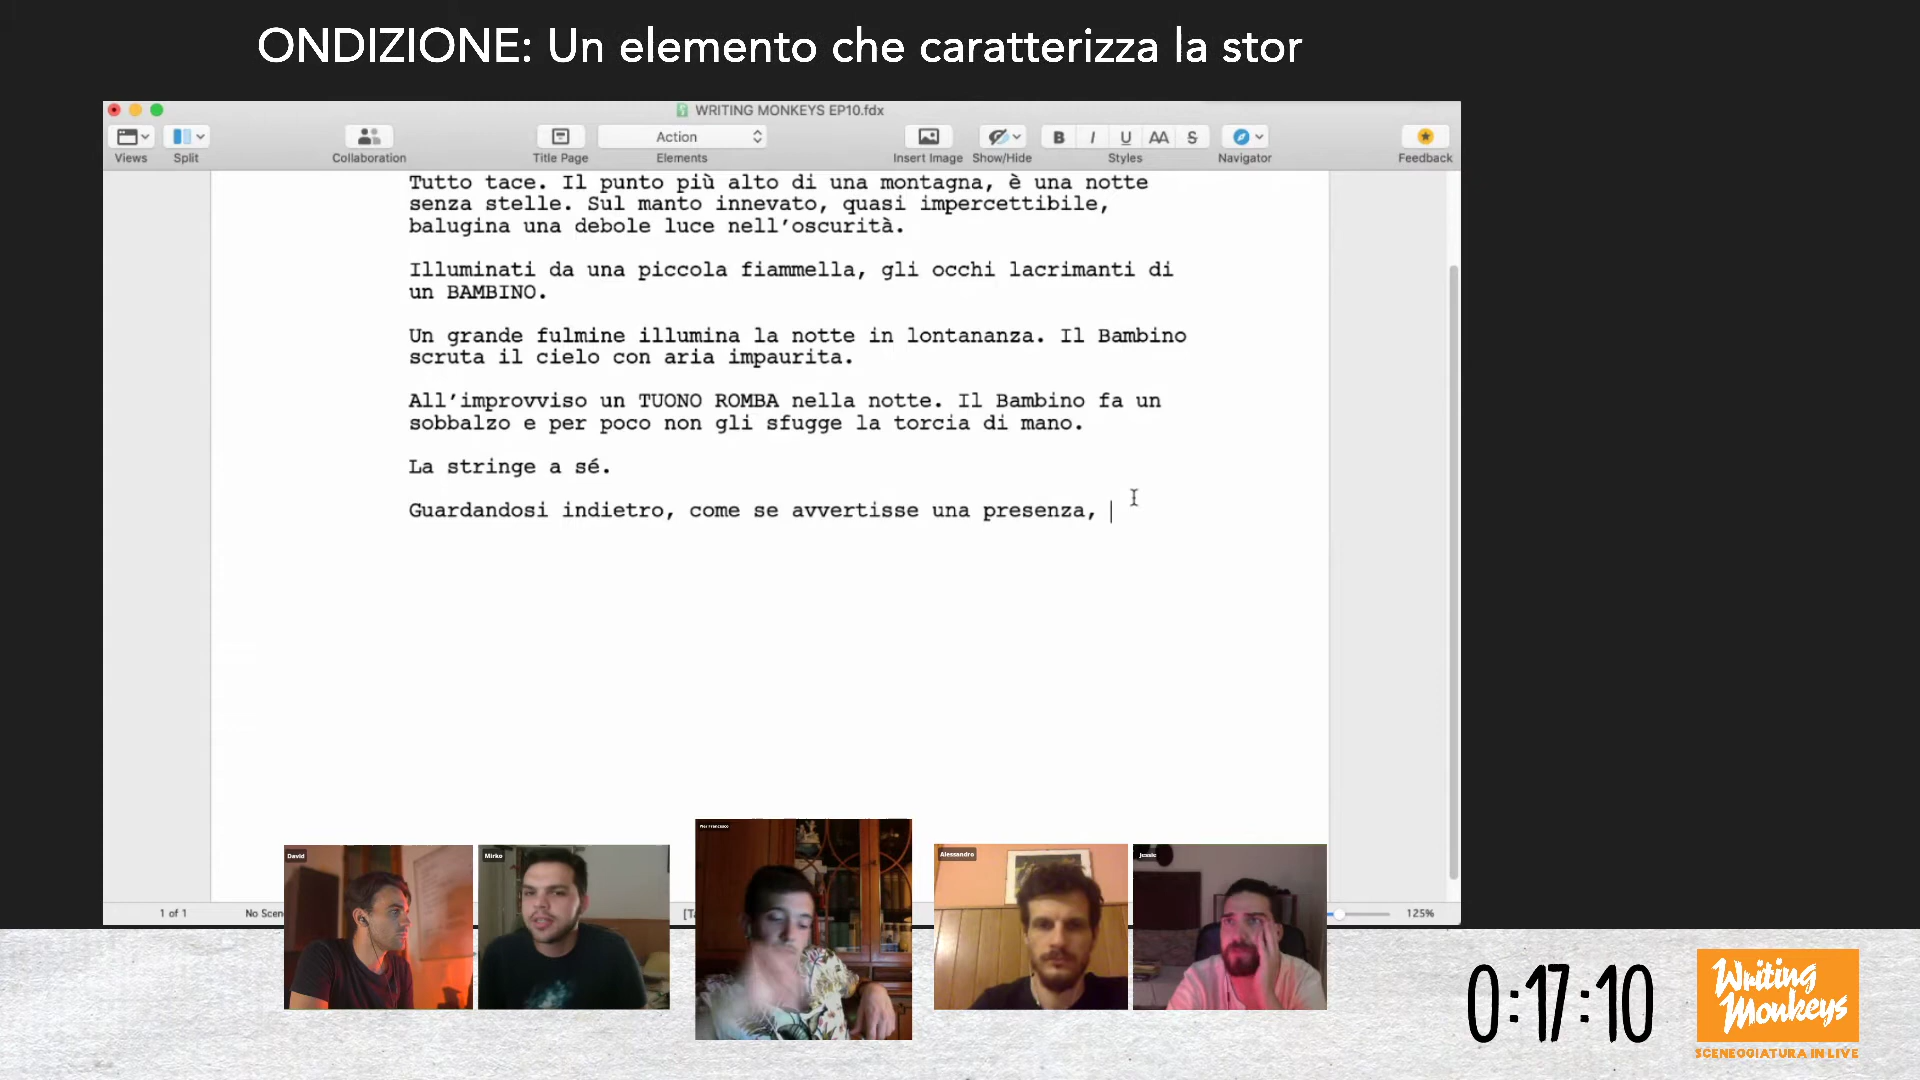 ONDIZIONE: Un elemento che caratterizza la stor
WRITING MONKEYS EP10.fdx
Action
B I U AA S
Views Split Collaboration Title Page Elements Insert Image Show/Hide Styles Navigator Feedback
Tutto tace. Il punto più alto di una montagna, è una notte
senza stelle. Sul manto innevato, quasi impercettibile,
balugina una debole luce nell'oscurità.
Illuminati da una piccola fiammella, gli occhi lacrimanti di
un BAMBINO.
Un grande fulmine illumina la notte in lontananza. Il Bambino
scruta il cielo con aria impaurita.
All'improvviso un TUONO ROMBA nella notte. Il Bambino fa un
sobbalzo e per poco non gli sfugge la torcia di mano.
La stringe a sé.
Guardandosi indietro, come se avvertisse una presenza,
David
Mirko
Pier Francesco
Alessandro
Jessie
1 of 1
No Scen
[Ta
125%
0:17:10
Writing
Monkeys
SCENEGGIATURA IN LIVE